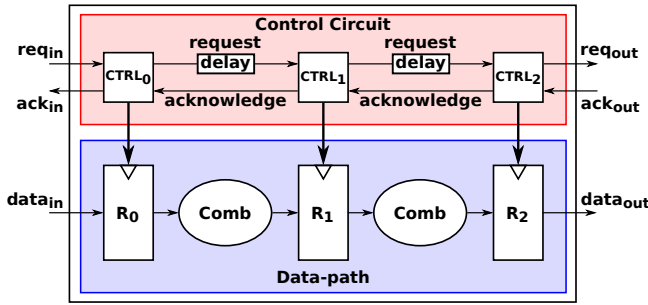 Control Circuit
request request
req_in CTRL_0 delay CTRL_1 delay CTRL_2 req_out
ack_in acknowledge acknowledge ack_out
data_in R_0 Comb R_1 Comb R_2 data_out
Data-path